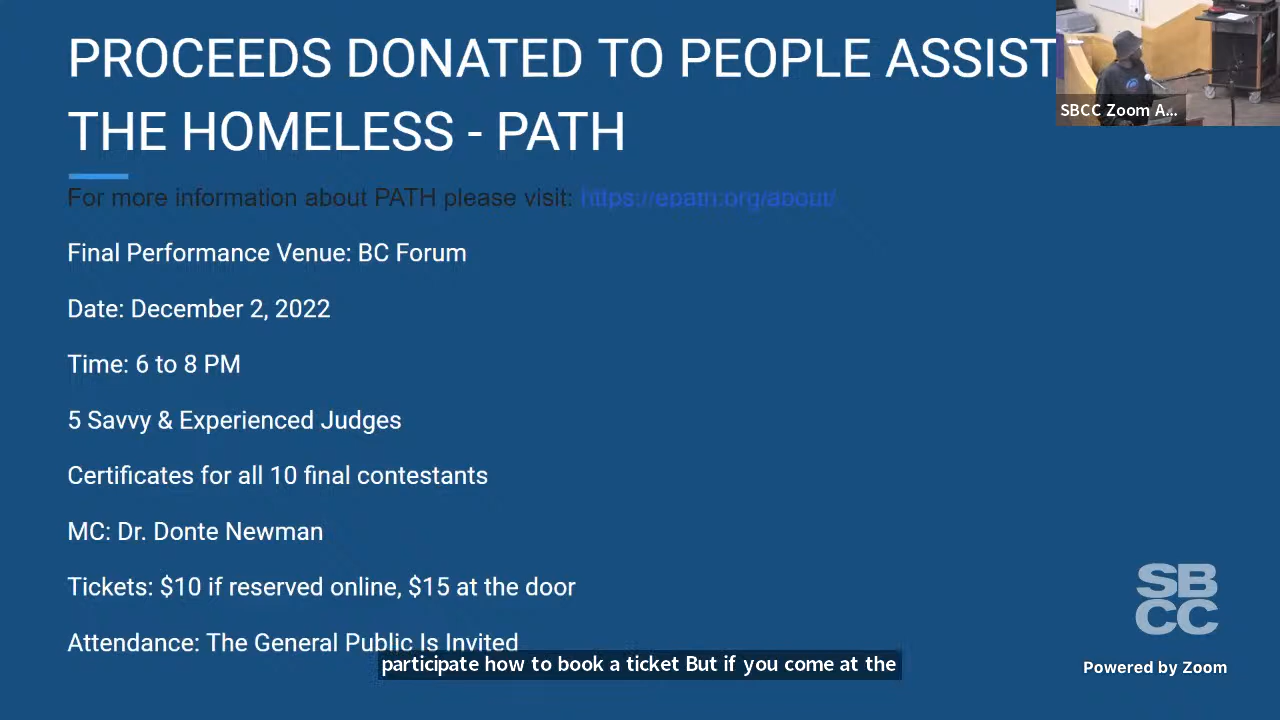 PROCEEDS DONATED TO PEOPLE ASSIST
THE HOMELESS - PATH
For more information about PATH please visit: https://epath.org/about/
Final Performance Venue: BC Forum
Date: December 2, 2022
Time: 6 to 8 PM
5 Savvy & Experienced Judges
Certificates for all 10 final contestants
MC: Dr. Donte Newman
Tickets: $10 if reserved online, $15 at the door
Attendance: The General Public Is Invited
participate how to book a ticket But if you come at the
SBCC Zoom A...
SB
CC
Powered by Zoom